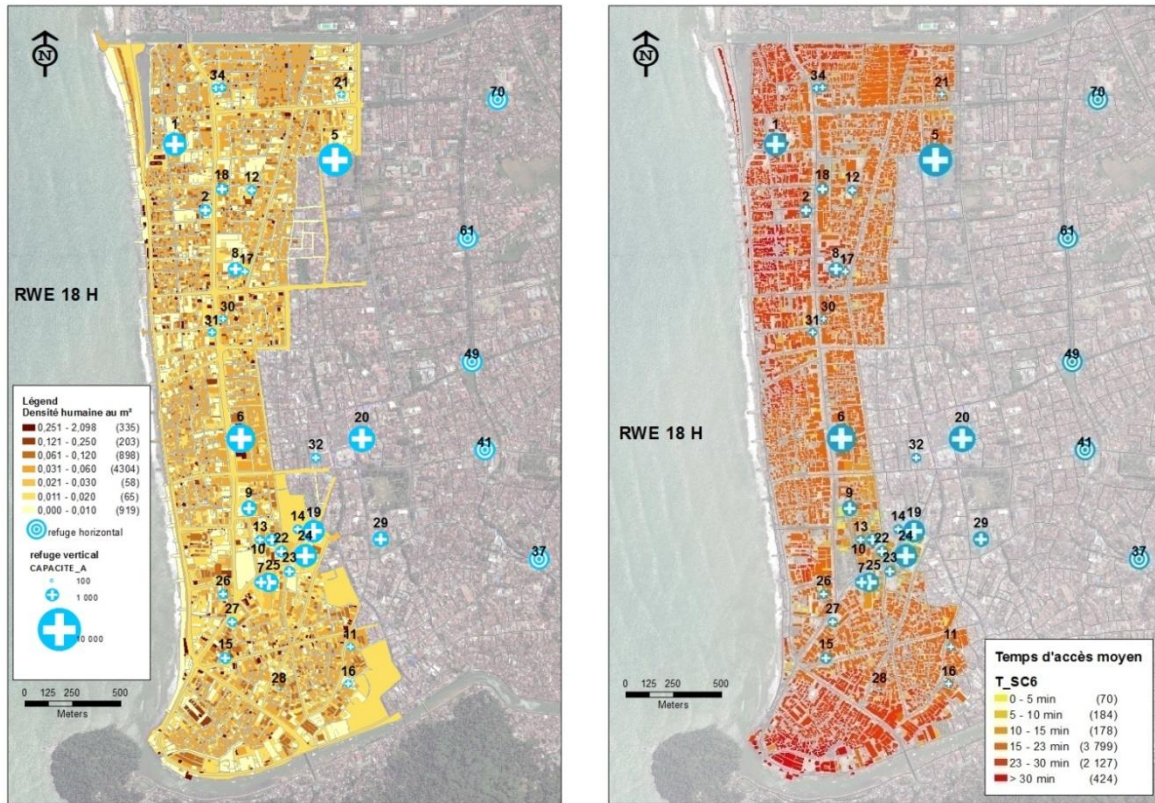 N
34
21
70
1
5
18
12
2
61
8
17
RWE 18 H
30
31
49
Légend
Densité humaine au m²
0,251 - 2,098 (335)
0,121 - 0,250 (203)
0,061 - 0,120 (898)
0,031 - 0,060 (4304)
0,021 - 0,030 (58)
0,011 - 0,020 (65)
0,000 - 0,010 (919)
refuge horizontal
refuge vertical
CAPACITE_A
100
1 000
10 000
6
20
32
41
9
14
19
13
29
22
10
24
37
23
25
7
26
27
11
15
16
28
0 125 250 500
Meters
N
34
21
70
1
5
18
12
2
61
8
17
30
31
49
RWE 18 H
6
20
32
41
9
14
19
13
29
22
10
24
37
23
25
7
26
27
11
15
16
28
0 125 250 500
Meters
Temps d'accès moyen
T_SC6
0 - 5 min (70)
5 - 10 min (184)
10 - 15 min (178)
15 - 23 min (3 799)
23 - 30 min (2 127)
> 30 min (424)